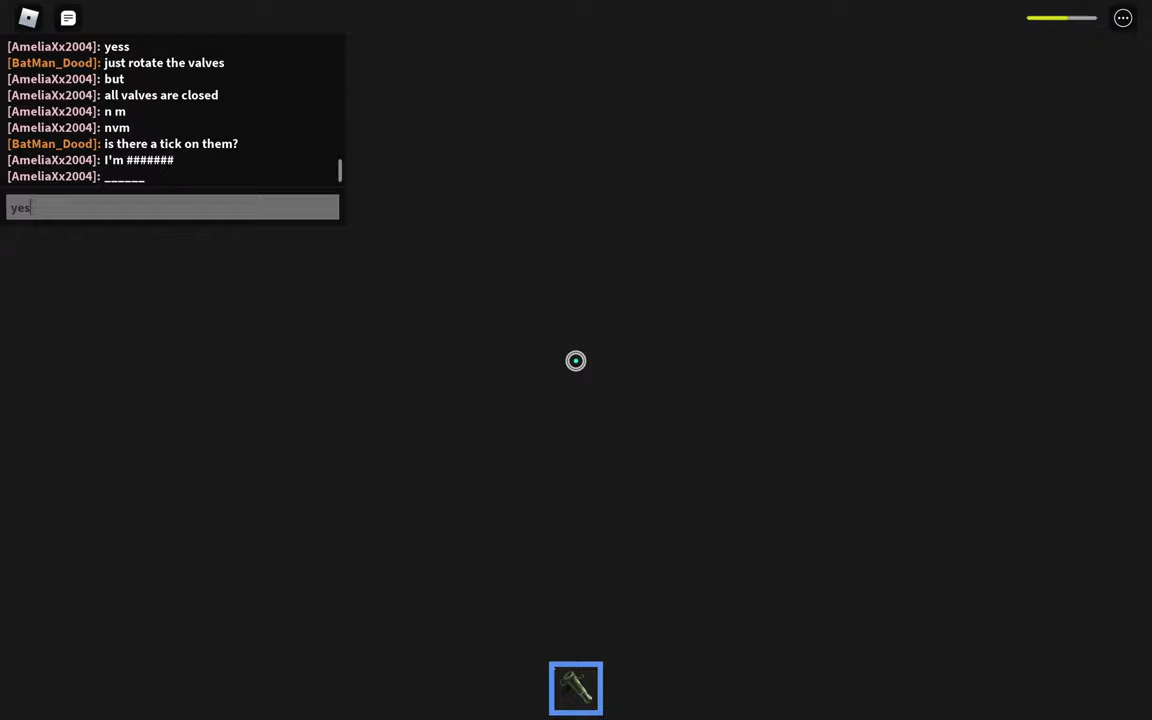 [AmeliaXx2004]: yess
[BatMan_Dood]: just rotate the valves
[AmeliaXx2004]: but
[AmeliaXx2004]: all valves are closed
[AmeliaXx2004]: n m
[AmeliaXx2004]: nvm
[BatMan_Dood]: is there a tick on them?
[AmeliaXx2004]: I'm #######
[AmeliaXx2004]: ______
yes